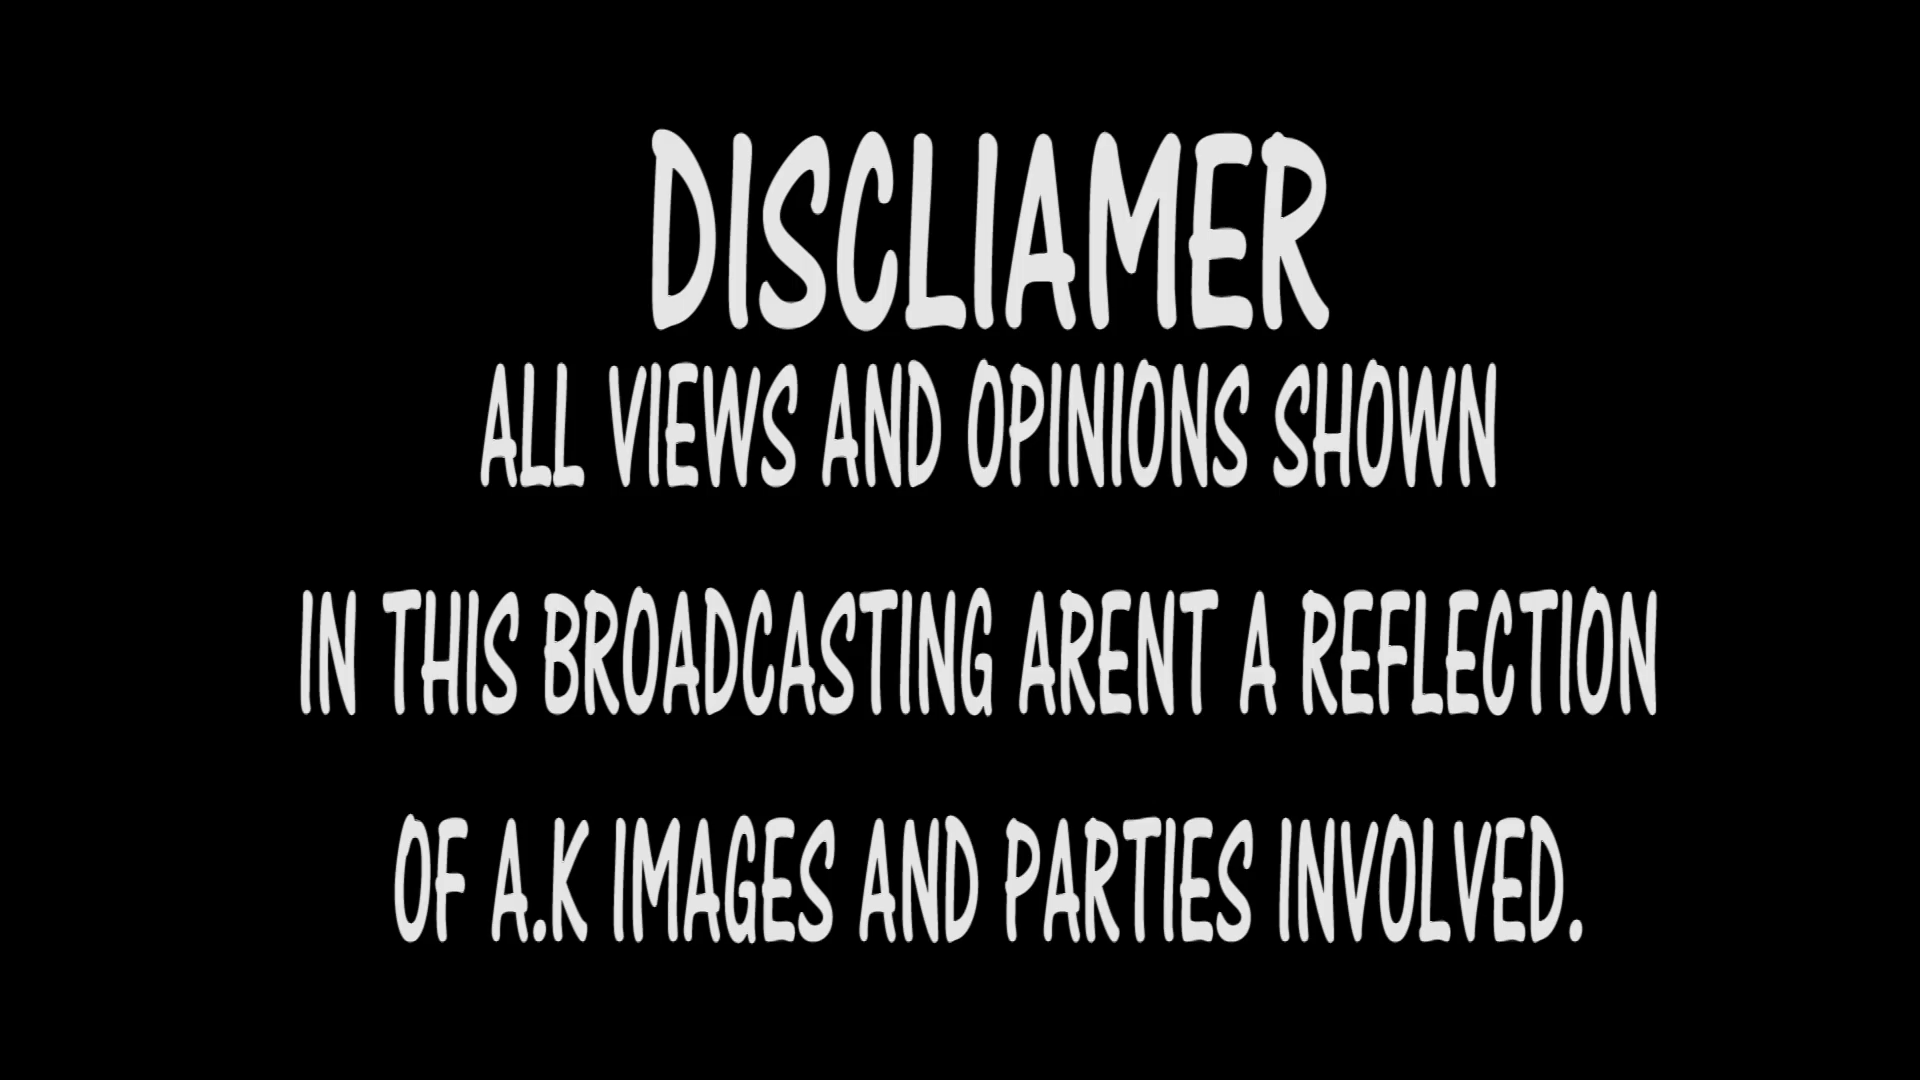 DISCLIAMER
ALL VIEWS AND OPINIONS SHOWN
IN THIS BROADCASTING ARENT A REFLECTION
OF A.K IMAGES AND PARTIES INVOLVED.